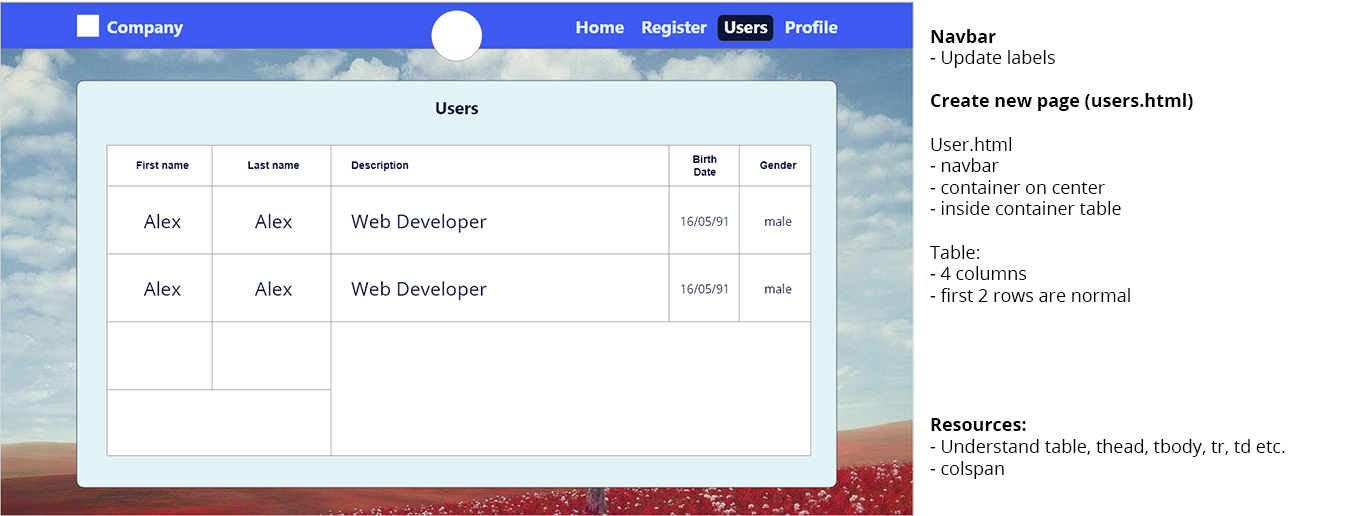 Company
Home Register Users Profile
Users
First name Last name Description Birth Date Gender
Alex Alex Web Developer 16/05/91 male
Alex Alex Web Developer 16/05/91 male
Navbar
- Update labels
Create new page (users.html)
User.html
- navbar
- container on center
- inside container table
Table:
- 4 columns
- first 2 rows are normal
Resources:
- Understand table, thead, tbody, tr, td etc.
- colspan